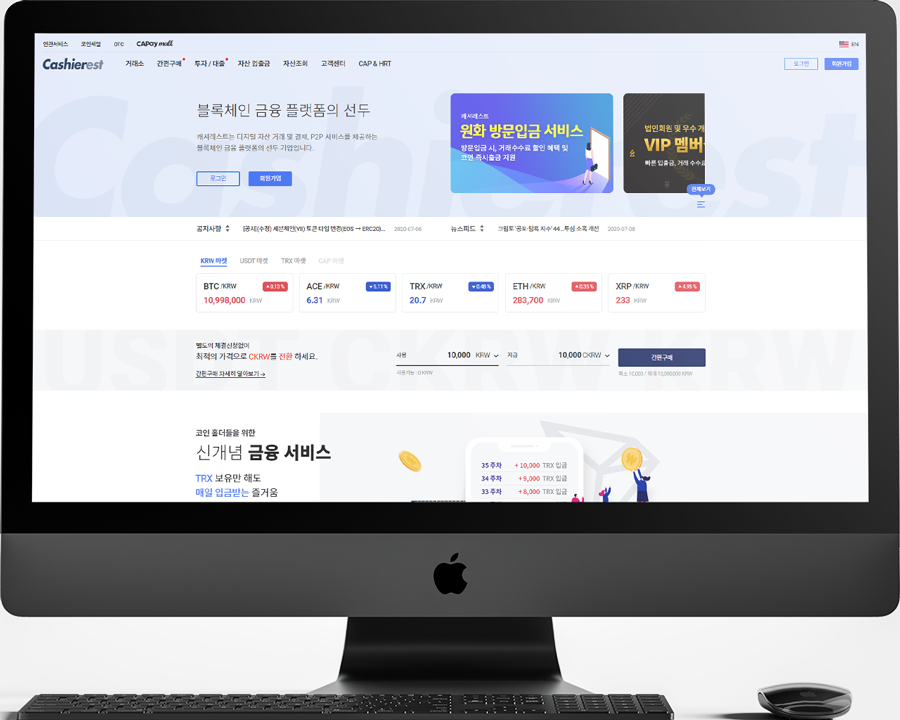 연관서비스 코인세일 orc CAPay mall EN
Cashierest 거래소 간편구매 투자 / 대출 자산 입출금 자산조회 고객센터 CAP & HRT 로그인 회원가입
블록체인 금융 플랫폼의 선두
캐셔레스트는 디지털 자산 거래 및 결제, P2P 서비스를 제공하는
블록체인 금융 플랫폼의 선두 기업입니다.
로그인 회원가입
캐셔레스트
원화 방문입금 서비스
방문입금 시, 거래수수료 할인 혜택 및
코인 즉시출금 지원
법인회원 및 우수 개
VIP 멤버
빠른 입출금, 거래 수수료
전체보기
Cashierest
공지사항 [공지](수정) 세븐체인(VII) 토큰 타입 변경(EOS → ERC20)... 2020-07-06
뉴스피드 크립토 '공포·탐욕 지수' 44...투심 소폭 개선 2020-07-08
KRW 마켓 USDT 마켓 TRX 마켓 CAP 마켓
BTC /KRW 0.13 %
10,998,000 KRW
ACE /KRW 5.11 %
6.31 KRW
TRX /KRW 0.48 %
20.7 KRW
ETH /KRW 0.35 %
283,700 KRW
XRP /KRW 4.95 %
233 KRW
별도의 체결신청없이
최적의 가격으로 CKRW를 전환 하세요.
간편구매 자세히 알아보기 →
사용 10,000 KRW 지급 10,000 CKRW 간편구매
사용가능 : 0 KRW
최소 10,000 / 최대 10,000,000 KRW
코인 홀더들을 위한
신개념 금융 서비스
TRX 보유만 해도
매일 입금받는 즐거움
35 주차 + 10,000 TRX 입금
34 주차 + 9,000 TRX 입금
33 주차 + 8,000 TRX 입금